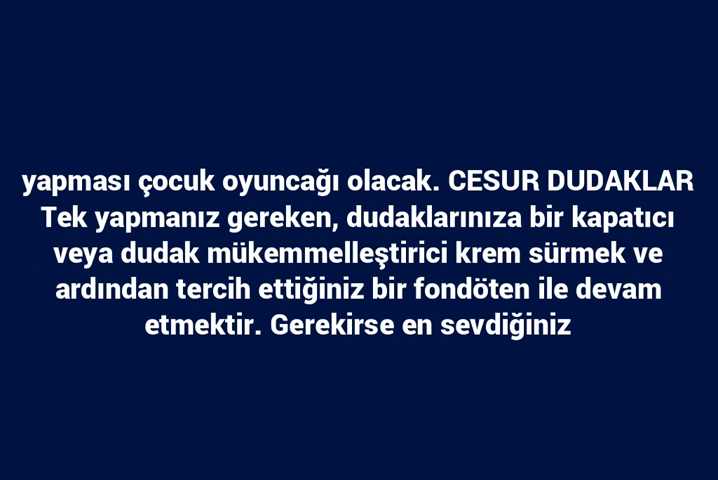 yapması çocuk oyuncağı olacak. CESUR DUDAKLAR
Tek yapmanız gereken, dudaklarınıza bir kapatıcı
veya dudak mükemmelleştirici krem sürmek ve
ardından tercih ettiğiniz bir fondöten ile devam
etmektir. Gerekirse en sevdiğiniz